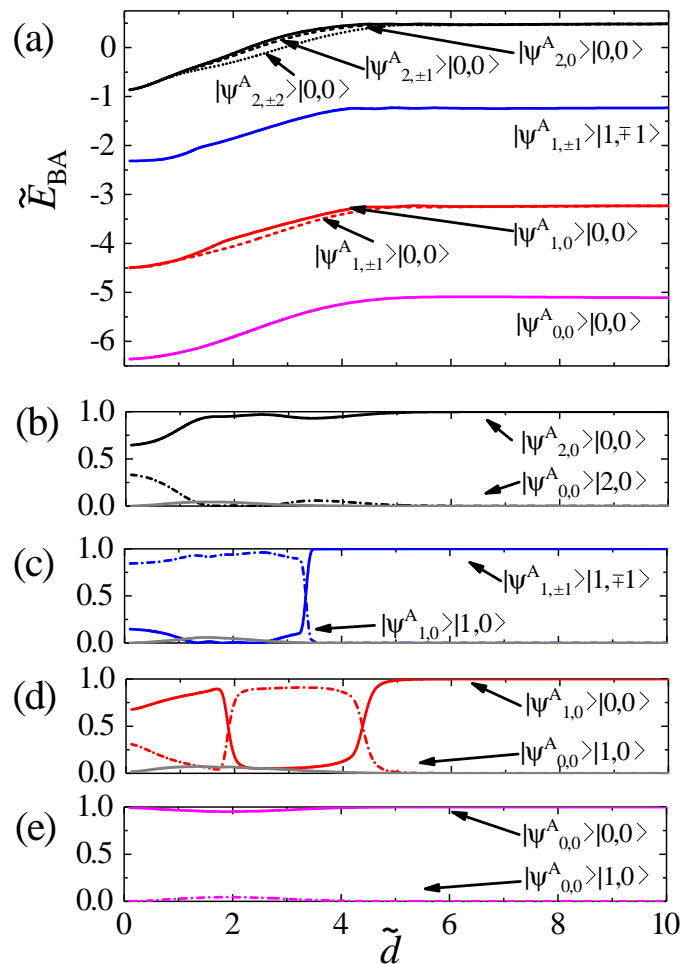 (a)
0
-1
-2
-3
-4
-5
-6
Ẽ_BA
|ψ^A_{2,±2}>|0,0>
|ψ^A_{2,±1}>|0,0>
|ψ^A_{2,0}>|0,0>
|ψ^A_{1,±1}>|1,∓1>
|ψ^A_{1,±1}>|0,0>
|ψ^A_{1,0}>|0,0>
|ψ^A_{0,0}>|0,0>
(b)
1.0
0.5
0.0
|ψ^A_{2,0}>|0,0>
|ψ^A_{0,0}>|2,0>
(c)
1.0
0.5
0.0
|ψ^A_{1,±1}>|1,∓1>
|ψ^A_{1,0}>|1,0>
(d)
1.0
0.5
0.0
|ψ^A_{1,0}>|0,0>
|ψ^A_{0,0}>|1,0>
(e)
1.0
0.5
0.0
|ψ^A_{0,0}>|0,0>
|ψ^A_{0,0}>|1,0>
0 2 4 6 8 10
d̃